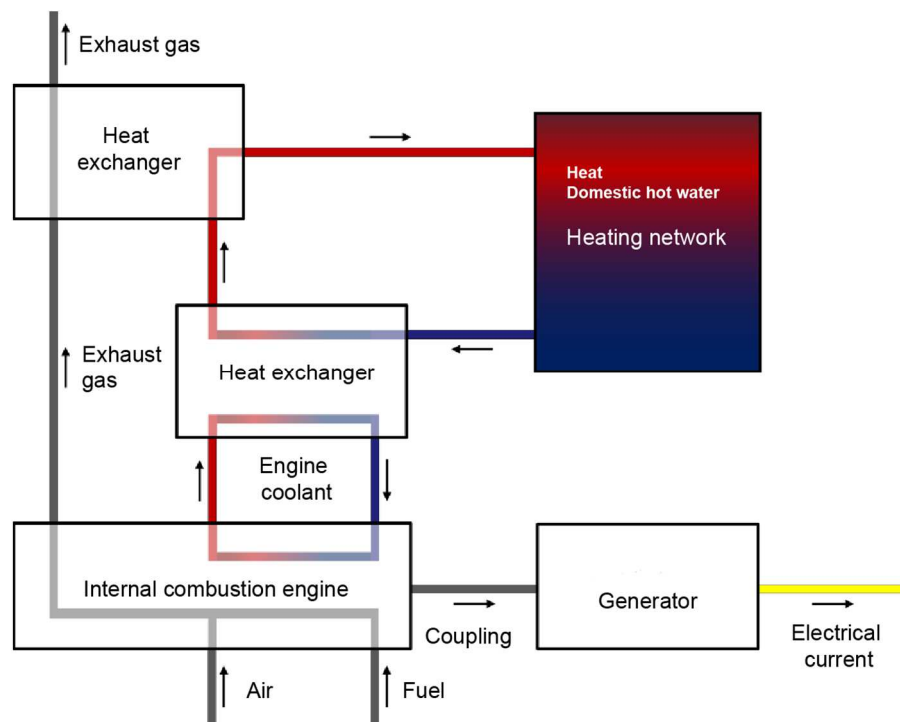 Exhaust gas
Heat
exchanger
Heat
Domestic hot water
Heating network
Exhaust
gas
Heat exchanger
Engine
coolant
Internal combustion engine
Generator
Coupling
Electrical
current
Air
Fuel